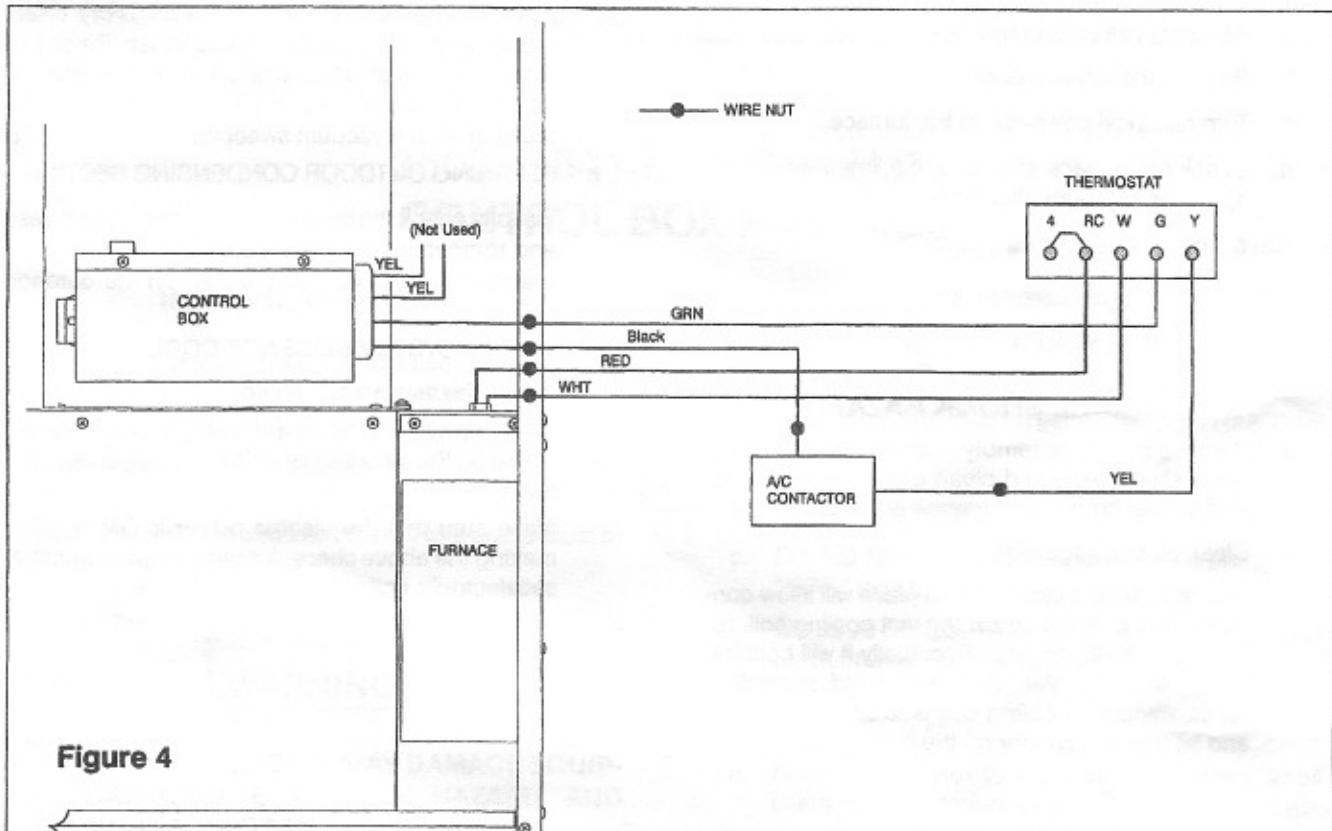 WIRE NUT
THERMOSTAT
4 RC W G Y
(Not Used)
YEL
YEL
CONTROL
BOX
GRN
Black
RED
WHT
A/C
CONTACTOR
YEL
FURNACE
Figure 4